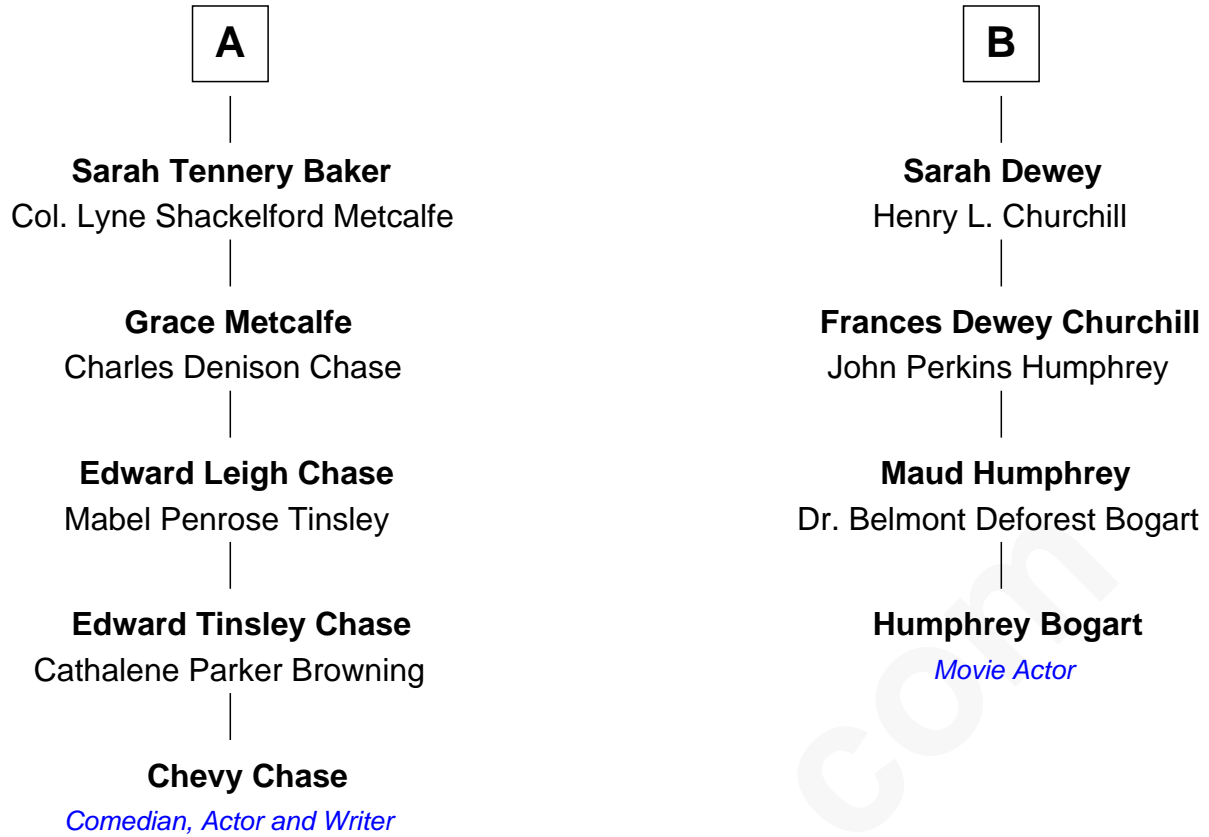 A
Sarah Tennery Baker
Col. Lyne Shackelford Metcalfe
Grace Metcalfe
Charles Denison Chase
Edward Leigh Chase
Mabel Penrose Tinsley
Edward Tinsley Chase
Cathalene Parker Browning
Chevy Chase
Comedian, Actor and Writer
B
Sarah Dewey
Henry L. Churchill
Frances Dewey Churchill
John Perkins Humphrey
Maud Humphrey
Dr. Belmont Deforest Bogart
Humphrey Bogart
Movie Actor
com